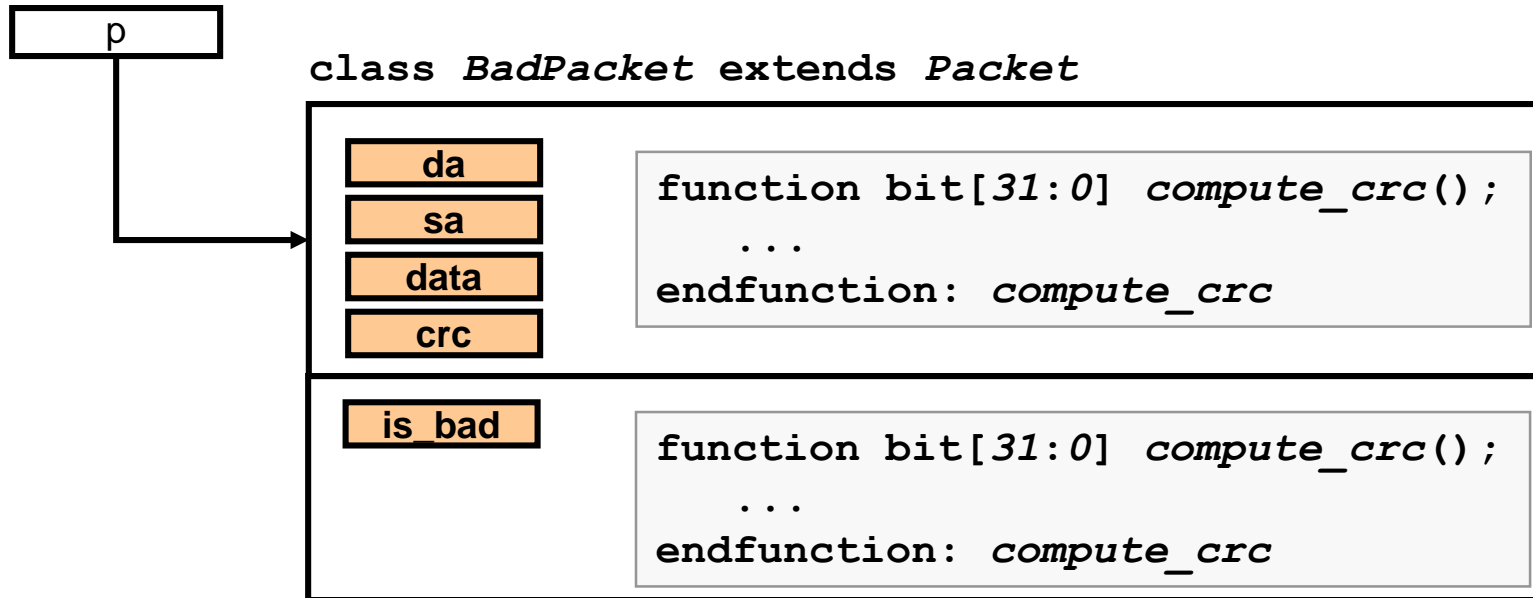 p
class BadPacket extends Packet
da
sa
data
crc
function bit[31:0] compute_crc();
...
endfunction: compute_crc
is_bad
function bit[31:0] compute_crc();
...
endfunction: compute_crc